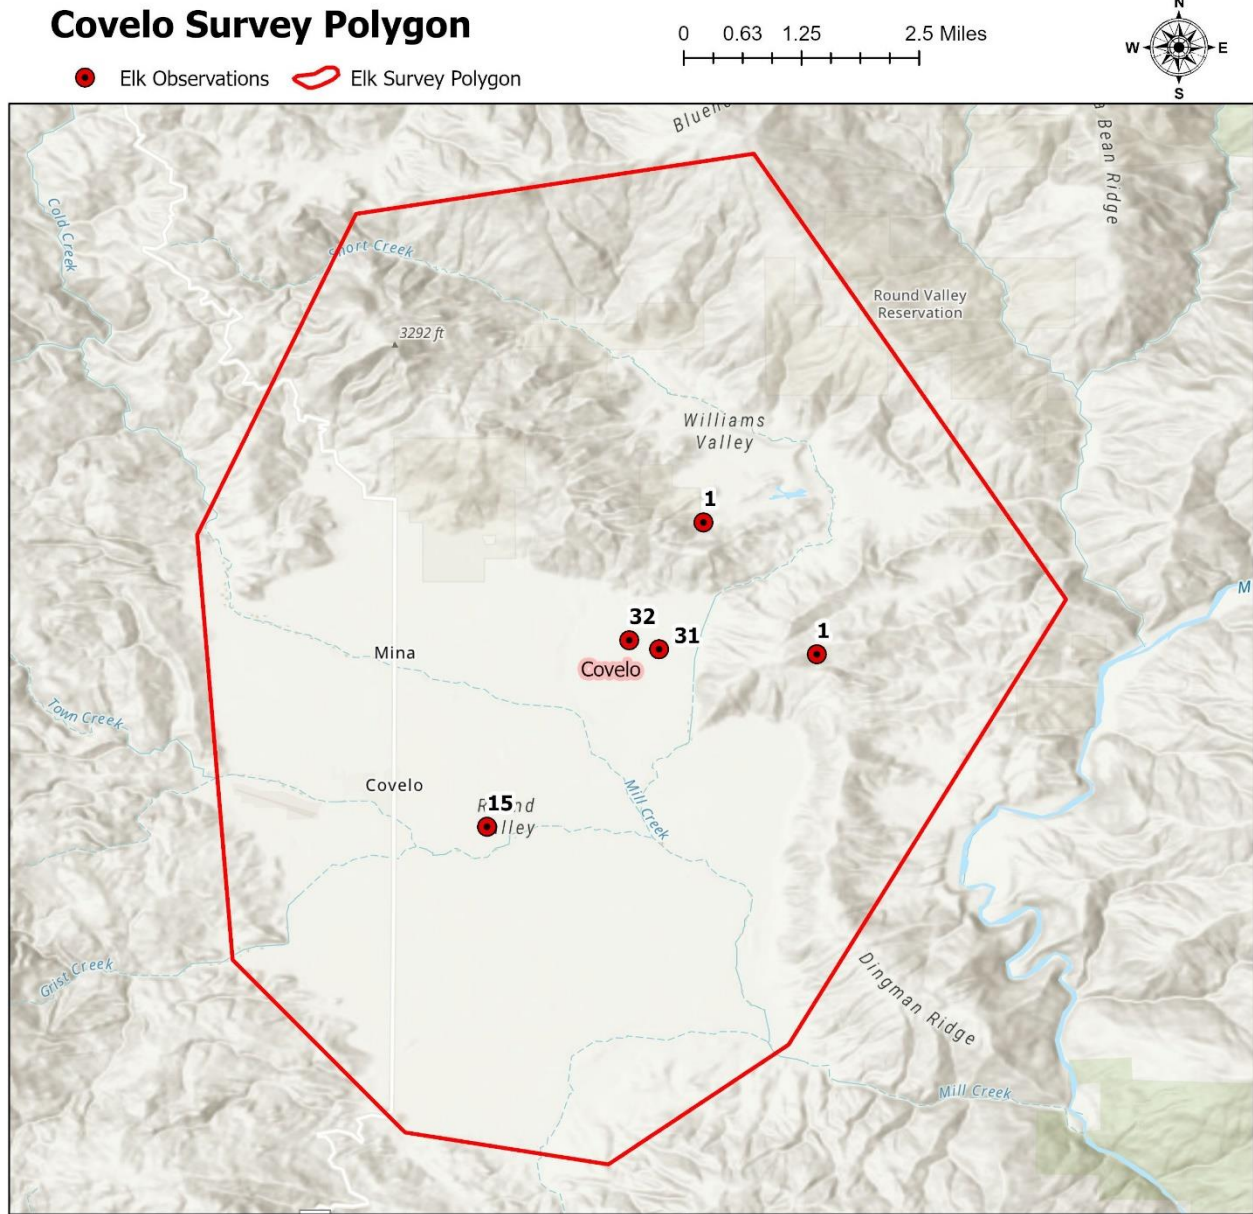 Covelo Survey Polygon
Elk Observations
Elk Survey Polygon
0 0.63 1.25 2.5 Miles
N
W E
S
Bean Ridge
Cold Creek
Short Creek
Round Valley
Reservation
3292 ft
Williams
Valley
1
32
31
1
Mina
Covelo
Town Creek
Covelo
15
Mill Creek
Grist Creek
Dingman Ridge
Mill Creek